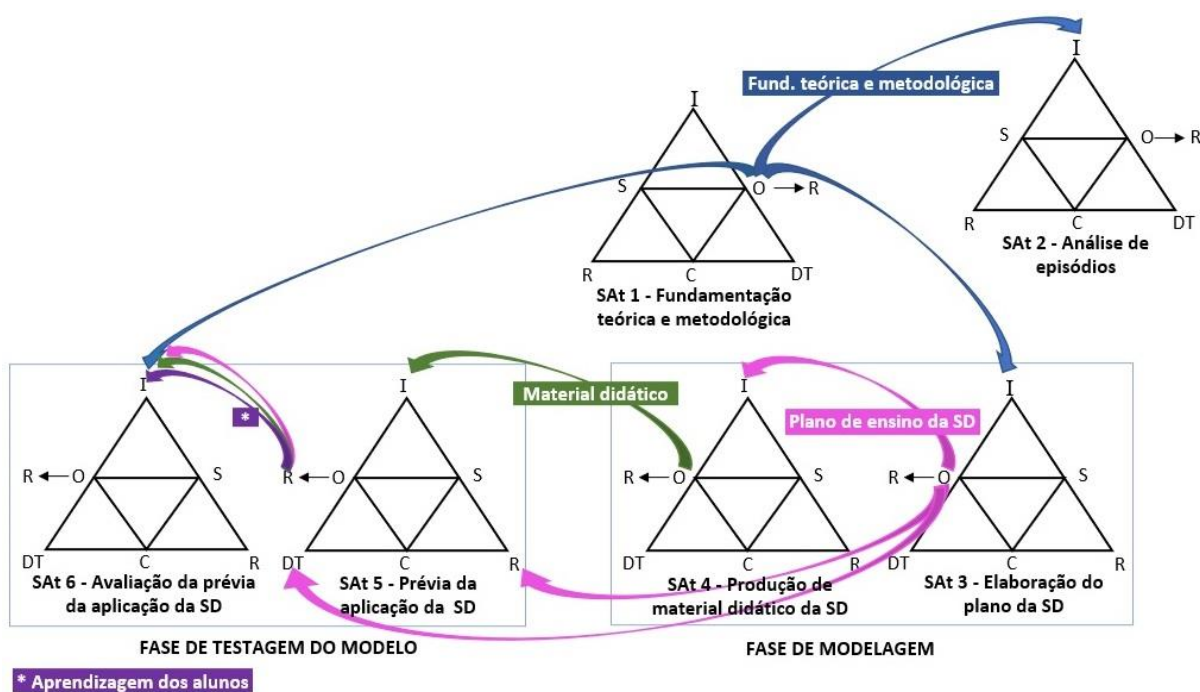 I
Fund. teórica e metodológica
I
S
O → R
S
O → R
R
C
DT
SAt 2 - Análise de
episódios
R
C
DT
SAt 1 - Fundamentação
teórica e metodológica
I
I
I
I
Material didático
Plano de ensino da SD
*
R ← O
S
R ← O
S
R ← O
S
R ← O
S
DT
C
R
DT
C
R
DT
C
R
DT
C
R
SAt 6 - Avaliação da prévia
da aplicação da SD
SAt 5 - Prévia da
aplicação da SD
SAt 4 - Produção de
material didático da SD
SAt 3 - Elaboração do
plano da SD
FASE DE TESTAGEM DO MODELO
FASE DE MODELAGEM
* Aprendizagem dos alunos